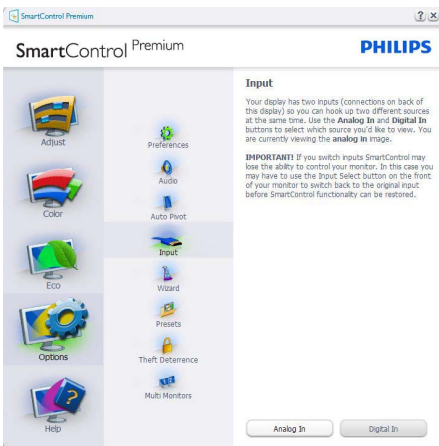 SmartControl Premium
SmartControl Premium
PHILIPS
Adjust
Color
Eco
Options
Help
Preferences
Audio
Auto Pivot
Input
Wizard
Presets
Theft Deterrence
Multi Monitors
Input
Your display has two inputs (connections on back of
this display) so you can hook up two different sources
at the same time. Use the Analog In and Digital In
buttons to select which source you'd like to view. You
are currently viewing the analog in image.
IMPORTANT! If you switch inputs SmartControl may
lose the ability to control your monitor. In this case you
may have to use the Input Select button on the front
of your monitor to switch back to the original input
before SmartControl functionality can be restored.
Analog In
Digital In